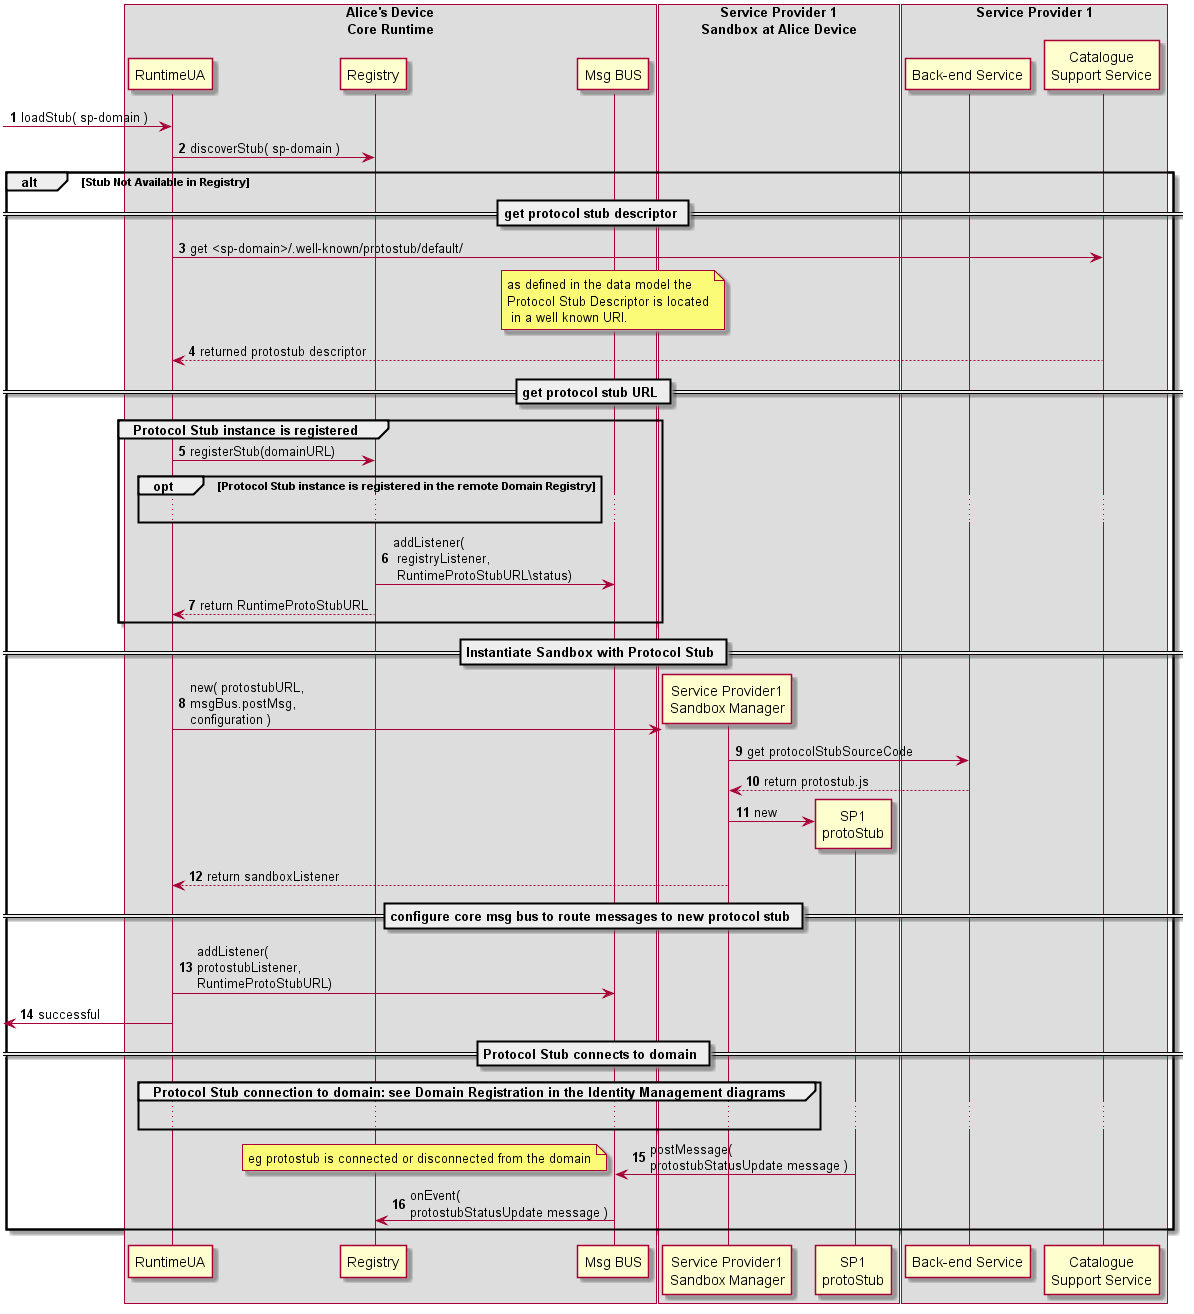 Alice's Device
Core Runtime
Service Provider 1
Sandbox at Alice Device
Service Provider 1
RuntimeUA
Registry
Msg BUS
Back-end Service
Catalogue
Support Service
1 loadStub( sp-domain )
2 discoverStub( sp-domain )
alt [Stub Not Available in Registry]
get protocol stub descriptor
3 get <sp-domain>/.well-known/protostub/default/
as defined in the data model the
Protocol Stub Descriptor is located
in a well known URI.
4 returned protostub descriptor
get protocol stub URL
Protocol Stub instance is registered
5 registerStub(domainURL)
opt [Protocol Stub instance is registered in the remote Domain Registry]
addListener(
6 registryListener,
RuntimeProtoStubURL\status)
7 return RuntimeProtoStubURL
Instantiate Sandbox with Protocol Stub
new( protostubURL,
8 msgBus.postMsg,
configuration )
Service Provider1
Sandbox Manager
9 get protocolStubSourceCode
10 return protostub.js
11 new
SP1
protoStub
12 return sandboxListener
configure core msg bus to route messages to new protocol stub
addListener(
13 protostubListener,
RuntimeProtoStubURL)
14 successful
Protocol Stub connects to domain
Protocol Stub connection to domain: see Domain Registration in the Identity Management diagrams
eg protostub is connected or disconnected from the domain
15 postMessage(
protostubStatusUpdate message )
16 onEvent(
protostubStatusUpdate message )
RuntimeUA
Registry
Msg BUS
Service Provider1
Sandbox Manager
SP1
protoStub
Back-end Service
Catalogue
Support Service